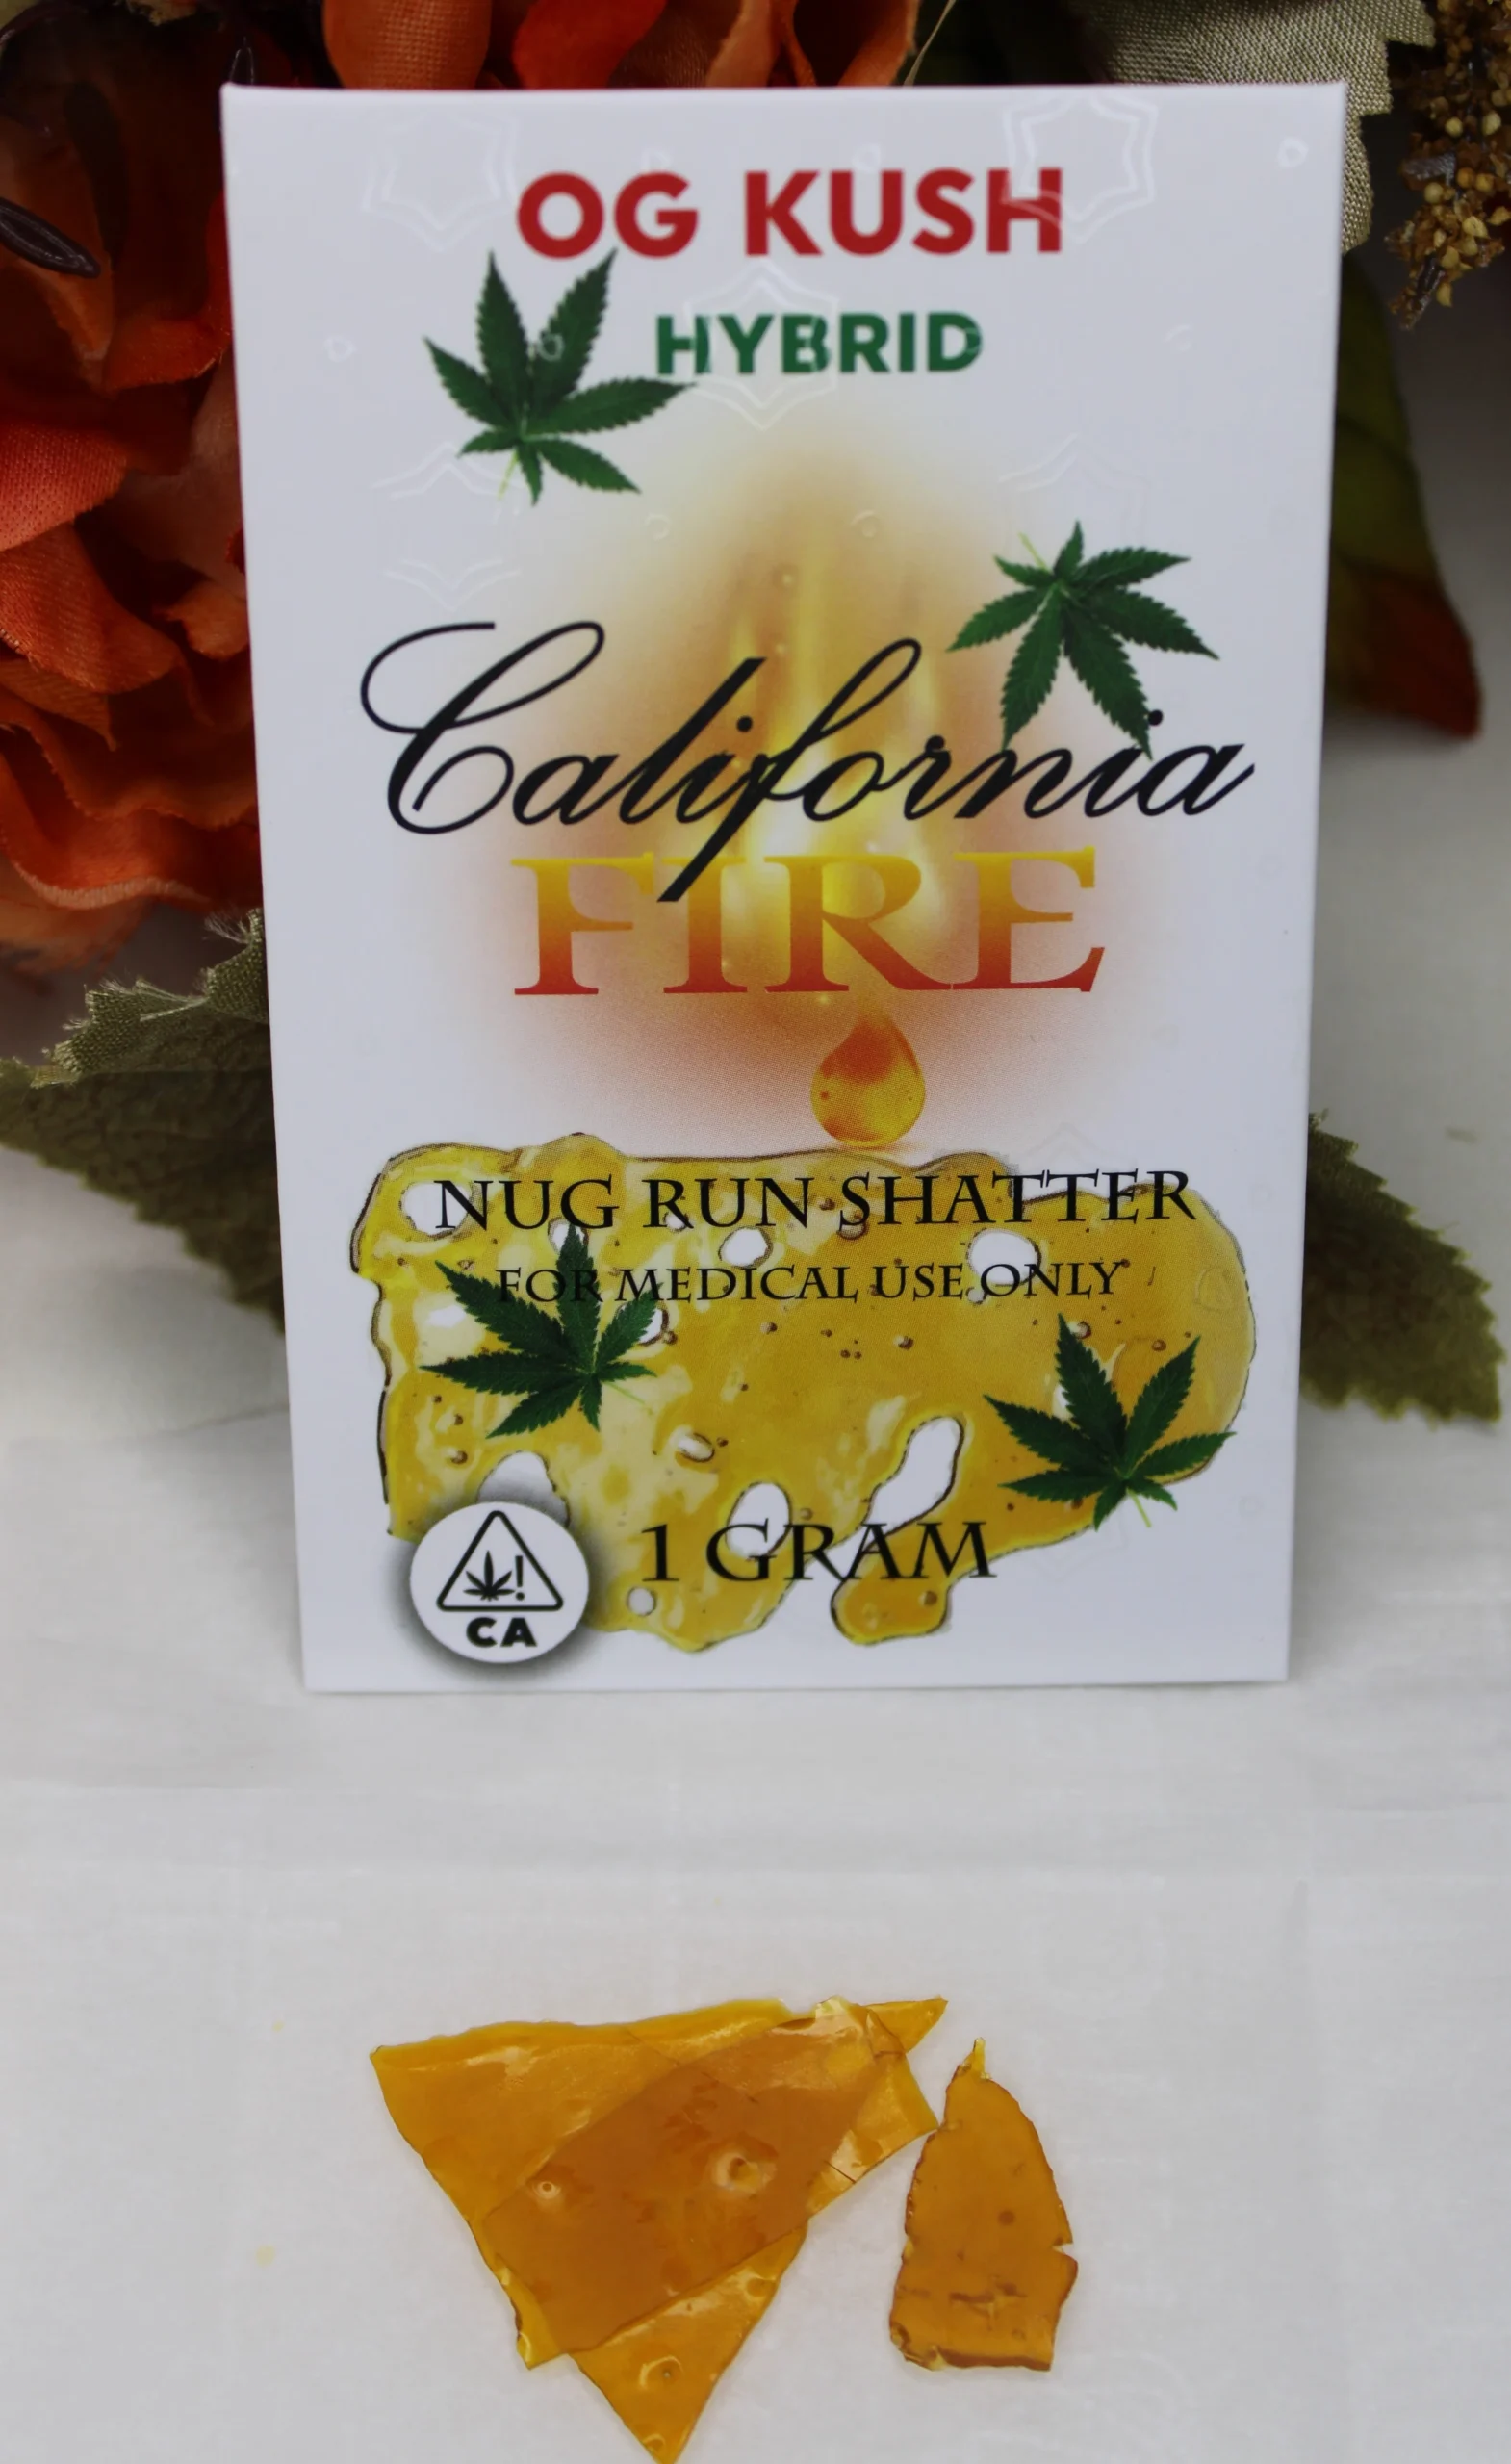 OG KUSH
HYBRID
California
FIRE
NUG RUN SHATTER
FOR MEDICAL USE ONLY
1 GRAM
!
CA